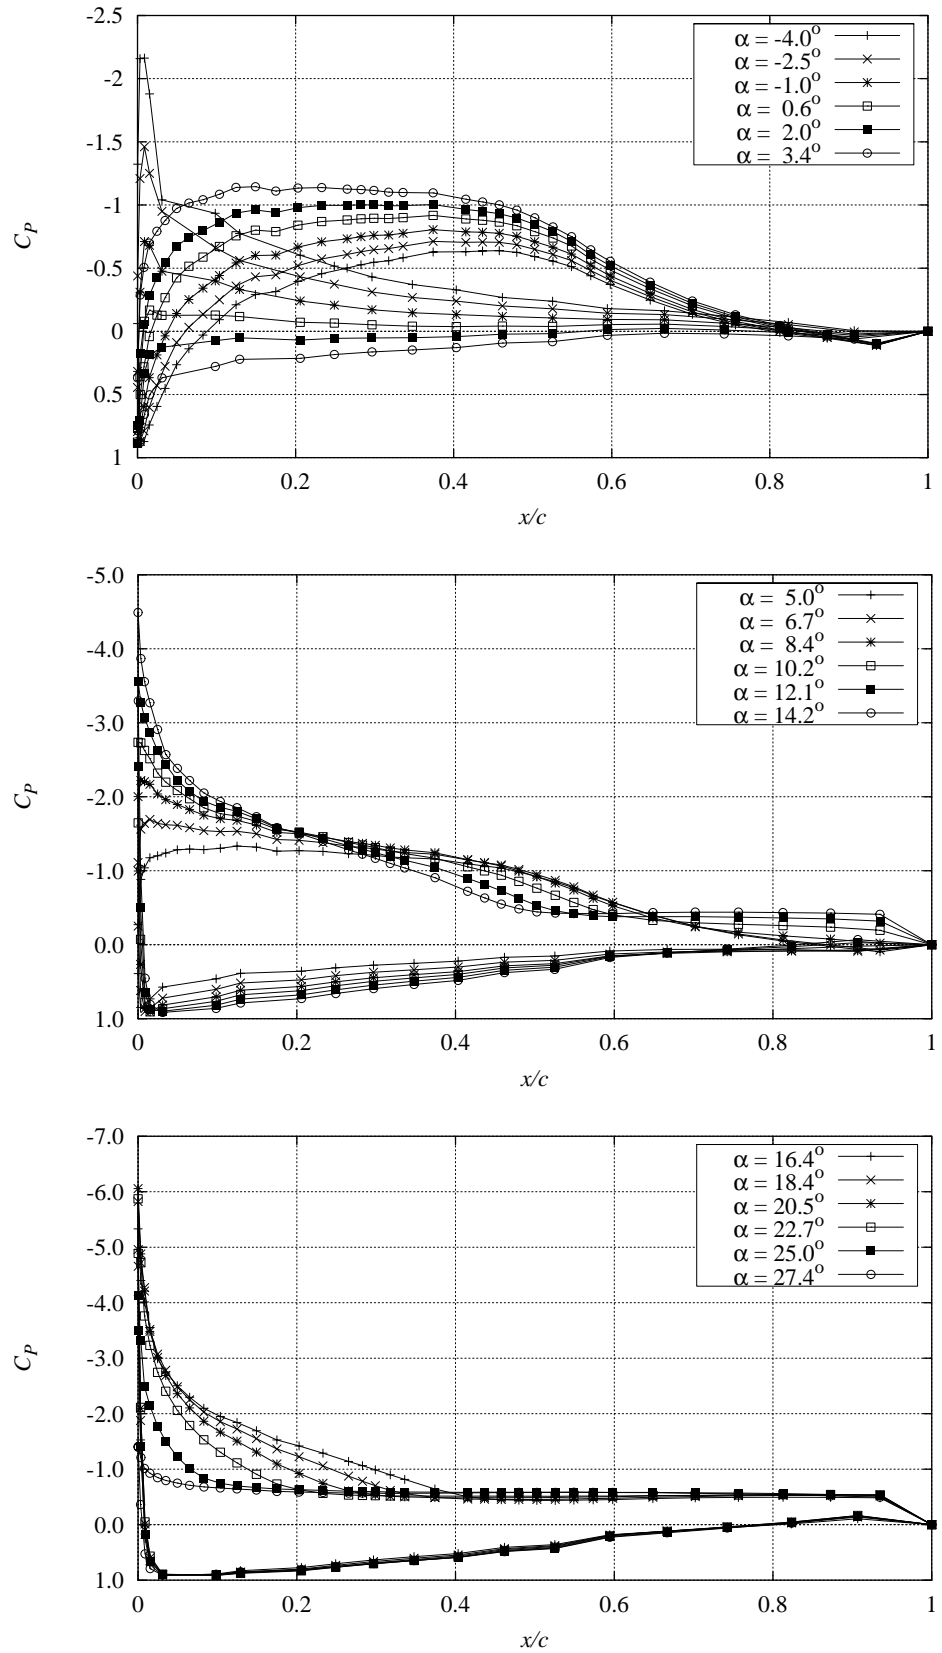 -2.5
-2
-1.5
-1
-0.5
0
0.5
1
C_P
α = -4.0°
α = -2.5°
α = -1.0°
α = 0.6°
α = 2.0°
α = 3.4°
0 0.2 0.4 0.6 0.8 1
x/c
-5.0
-4.0
-3.0
-2.0
-1.0
0.0
1.0
C_P
α = 5.0°
α = 6.7°
α = 8.4°
α = 10.2°
α = 12.1°
α = 14.2°
0 0.2 0.4 0.6 0.8 1
x/c
-7.0
-6.0
-5.0
-4.0
-3.0
-2.0
-1.0
0.0
1.0
C_P
α = 16.4°
α = 18.4°
α = 20.5°
α = 22.7°
α = 25.0°
α = 27.4°
0 0.2 0.4 0.6 0.8 1
x/c